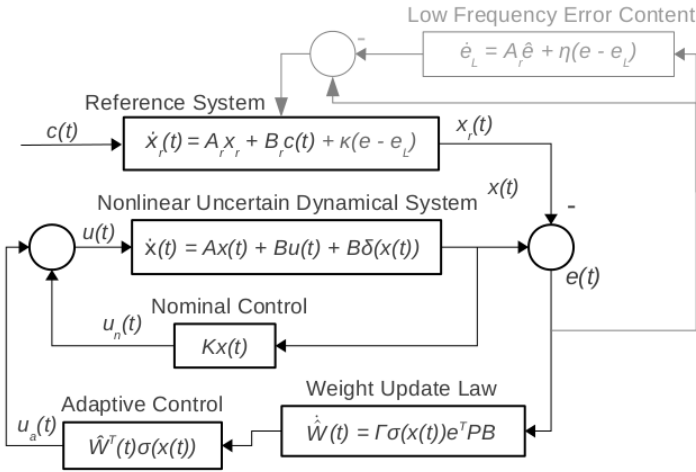 Low Frequency Error Content
-
ė_L = A_r ê + η(e - e_L)
Reference System
c(t)
ẋ_r(t) = A_r x_r + B_r c(t) + κ(e - e_L)
x_r(t)
x(t)
Nonlinear Uncertain Dynamical System
-
u(t)
ẋ(t) = Ax(t) + Bu(t) + Bδ(x(t))
e(t)
Nominal Control
u_n(t)
Kx(t)
Weight Update Law
Adaptive Control
u_a(t)
Ŵ^T(t)σ(x(t))
Ŵ̇(t) = Γσ(x(t))e^T PB